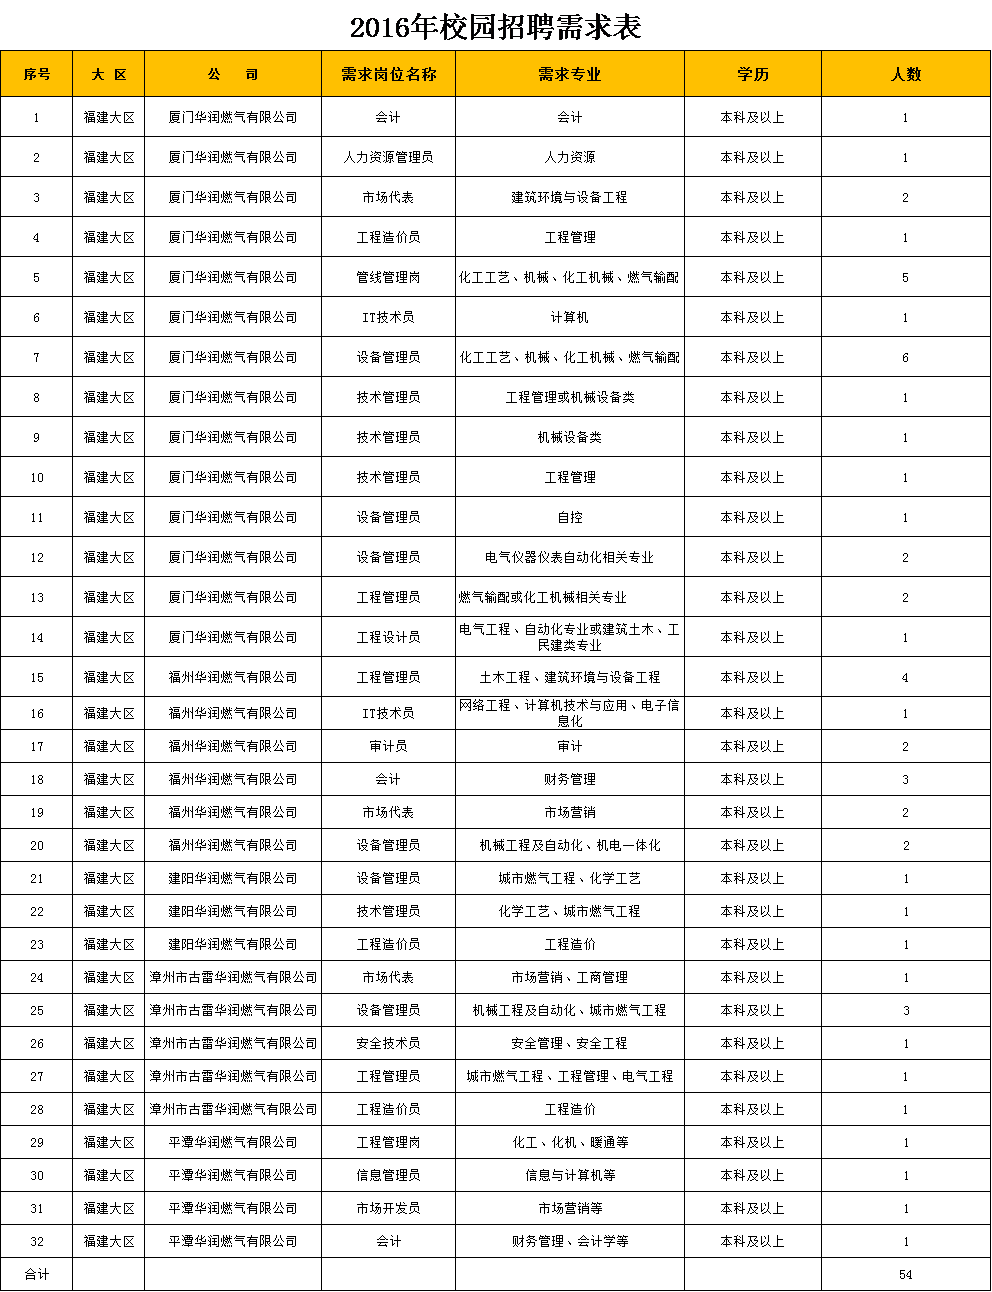 2016年校园招聘需求表
序号 大 区 公 司 需求岗位名称 需求专业 学历 人数
1 福建大区 厦门华润燃气有限公司 会计 会计 本科及以上 1
2 福建大区 厦门华润燃气有限公司 人力资源管理员 人力资源 本科及以上 1
3 福建大区 厦门华润燃气有限公司 市场代表 建筑环境与设备工程 本科及以上 2
4 福建大区 厦门华润燃气有限公司 工程造价员 工程管理 本科及以上 1
5 福建大区 厦门华润燃气有限公司 管线管理岗 化工工艺、机械、化工机械、燃气输配 本科及以上 5
6 福建大区 厦门华润燃气有限公司 IT技术员 计算机 本科及以上 1
7 福建大区 厦门华润燃气有限公司 设备管理员 化工工艺、机械、化工机械、燃气输配 本科及以上 6
8 福建大区 厦门华润燃气有限公司 技术管理员 工程管理或机械设备类 本科及以上 1
9 福建大区 厦门华润燃气有限公司 技术管理员 机械设备类 本科及以上 1
10 福建大区 厦门华润燃气有限公司 技术管理员 工程管理 本科及以上 1
11 福建大区 厦门华润燃气有限公司 设备管理员 自控 本科及以上 1
12 福建大区 厦门华润燃气有限公司 设备管理员 电气仪器仪表自动化相关专业 本科及以上 2
13 福建大区 厦门华润燃气有限公司 工程管理员 燃气输配或化工机械相关专业 本科及以上 2
14 福建大区 厦门华润燃气有限公司 工程设计员 电气工程、自动化专业或建筑土木、工
民建类专业 本科及以上 1
15 福建大区 福州华润燃气有限公司 工程管理员 土木工程、建筑环境与设备工程 本科及以上 4
16 福建大区 福州华润燃气有限公司 IT技术员 网络工程、计算机技术与应用、电子信
息化 本科及以上 1
17 福建大区 福州华润燃气有限公司 审计员 审计 本科及以上 2
18 福建大区 福州华润燃气有限公司 会计 财务管理 本科及以上 3
19 福建大区 福州华润燃气有限公司 市场代表 市场营销 本科及以上 2
20 福建大区 福州华润燃气有限公司 设备管理员 机械工程及自动化、机电一体化 本科及以上 2
21 福建大区 建阳华润燃气有限公司 设备管理员 城市燃气工程、化学工艺 本科及以上 1
22 福建大区 建阳华润燃气有限公司 技术管理员 化学工艺、城市燃气工程 本科及以上 1
23 福建大区 建阳华润燃气有限公司 工程造价员 工程造价 本科及以上 1
24 福建大区 漳州市古雷华润燃气有限公司 市场代表 市场营销、工商管理 本科及以上 1
25 福建大区 漳州市古雷华润燃气有限公司 设备管理员 机械工程及自动化、城市燃气工程 本科及以上 3
26 福建大区 漳州市古雷华润燃气有限公司 安全技术员 安全管理、安全工程 本科及以上 1
27 福建大区 漳州市古雷华润燃气有限公司 工程管理员 城市燃气工程、工程管理、电气工程 本科及以上 1
28 福建大区 漳州市古雷华润燃气有限公司 工程造价员 工程造价 本科及以上 1
29 福建大区 平潭华润燃气有限公司 工程管理岗 化工、化机、暖通等 本科及以上 1
30 福建大区 平潭华润燃气有限公司 信息管理员 信息与计算机等 本科及以上 1
31 福建大区 平潭华润燃气有限公司 市场开发员 市场营销等 本科及以上 1
32 福建大区 平潭华润燃气有限公司 会计 财务管理、会计学等 本科及以上 1
合计 54